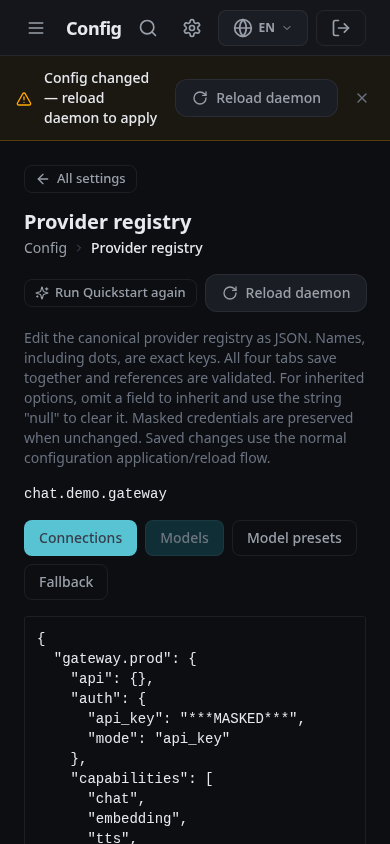 Config
EN
Config changed
— reload
daemon to apply
Reload daemon
All settings
Provider registry
Config > Provider registry
Run Quickstart again
Reload daemon
Edit the canonical provider registry as JSON. Names,
including dots, are exact keys. All four tabs save
together and references are validated. For inherited
options, omit a field to inherit and use the string
"null" to clear it. Masked credentials are preserved
when unchanged. Saved changes use the normal
configuration application/reload flow.
chat.demo.gateway
Connections
Models
Model presets
Fallback
{
  "gateway.prod": {
    "api": {},
    "auth": {
      "api_key": "***MASKED***",
      "mode": "api_key"
    },
    "capabilities": [
      "chat",
      "embedding",
      "tts",